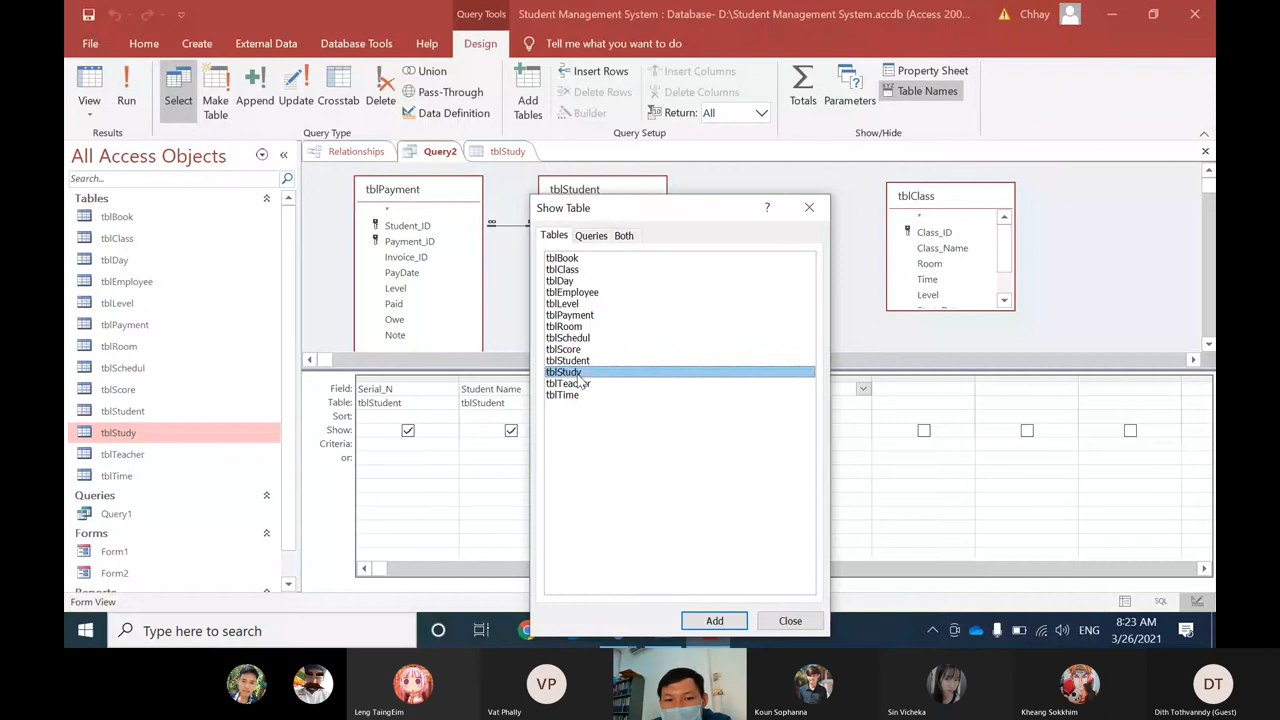 Query Tools
Student Management System : Database- D:\Student Management System.accdb (Access 200...
Chhay
File
Home
Create
External Data
Database Tools
Help
Design
Tell me what you want to do
View
Run
Select
Make
Table
Append
Update
Crosstab
Delete
Union
Pass-Through
Data Definition
Add
Tables
Insert Rows
Delete Rows
Builder
Insert Columns
Delete Columns
Return:
All
Totals
Parameters
Property Sheet
Table Names
Results
Query Type
Query Setup
Show/Hide
All Access Objects
Search...
Tables
tblBook
tblClass
tblDay
tblEmployee
tblLevel
tblPayment
tblRoom
tblSchedul
tblScore
tblStudent
tblStudy
tblTeacher
tblTime
Queries
Query1
Forms
Form1
Form2
Relationships
Query2
tblStudy
tblPayment
*
Student_ID
Payment_ID
Invoice_ID
PayDate
Level
Paid
Owe
Note
tblStudent
tblClass
*
Class_ID
Class_Name
Room
Time
Level
Show Table
?
Tables
Queries
Both
tblBook
tblClass
tblDay
tblEmployee
tblLevel
tblPayment
tblRoom
tblSchedul
tblScore
tblStudent
tblStudy
tblTeacher
tblTime
Add
Close
Field:
Serial_N
Student Name
Table:
tblStudent
tblStudent
Sort:
Show:
Criteria:
or:
Form View
SQL
Type here to search
ENG
8:23 AM
3/26/2021
Leng TaingEim
VP
Vat Phally
Koun Sophanna
Sin Vicheka
Kheang Sokkhim
DT
Dith Tothvanndy (Guest)